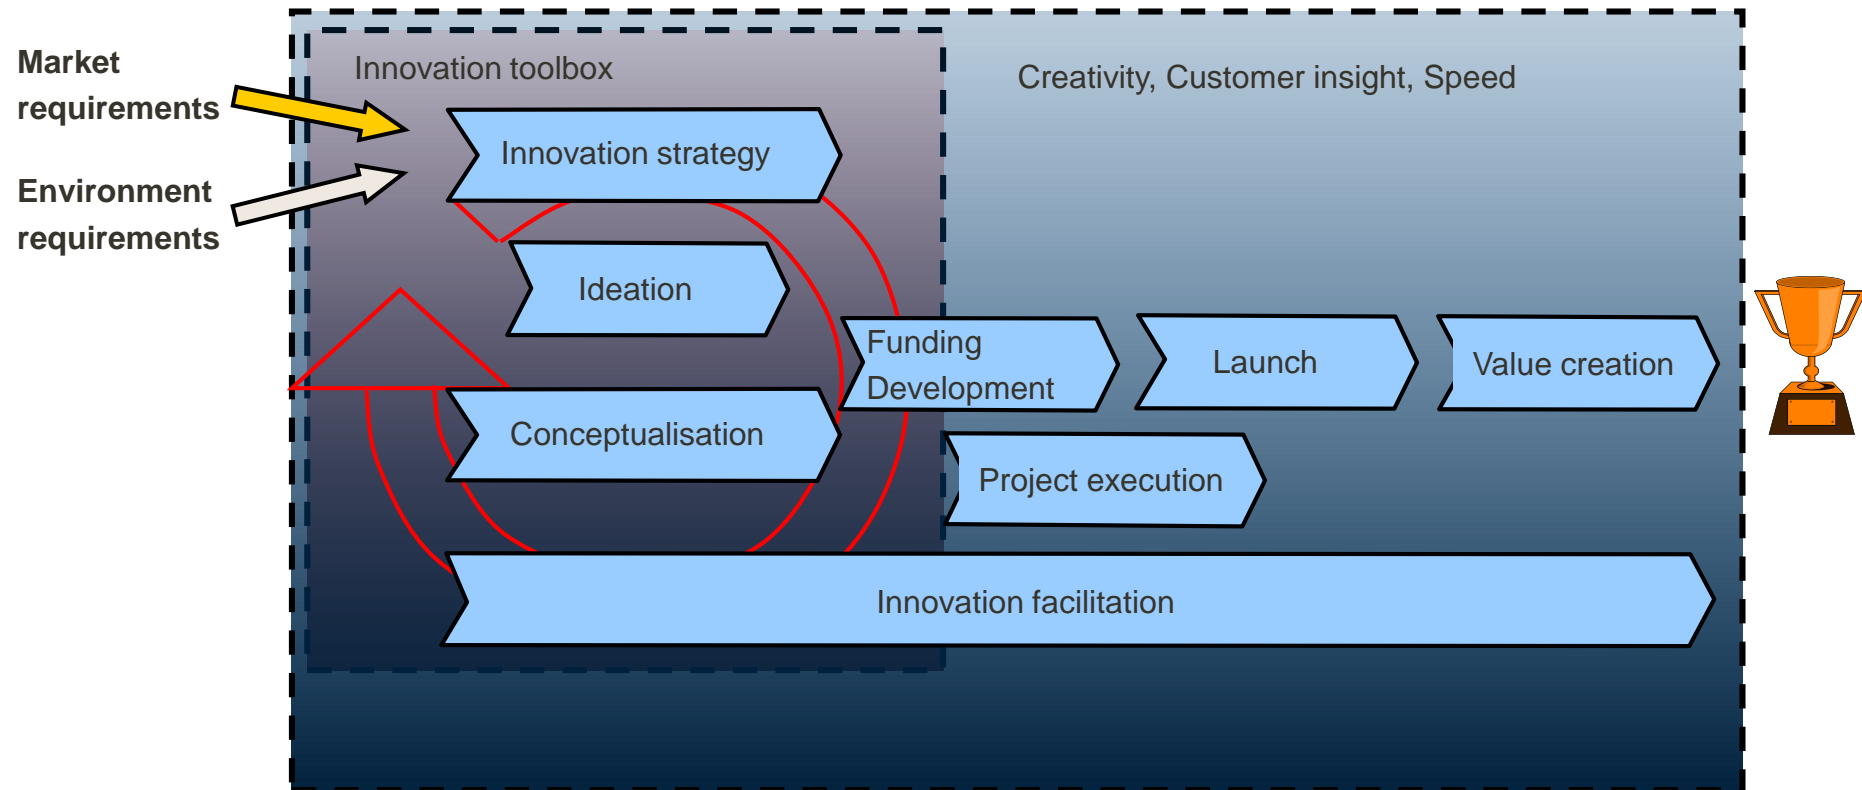 Market
requirements
Environment
requirements
Innovation toolbox
Creativity, Customer insight, Speed
Innovation strategy
Ideation
Funding
Development
Launch
Value creation
Conceptualisation
Project execution
Innovation facilitation